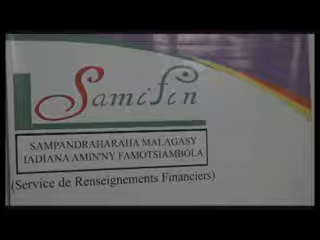 Samifin
SAMPANDRAHARAHA MALAGASY
IADIANA AMIN'NY FAMOTSIAMBOLA
(Service de Renseignements Financiers)